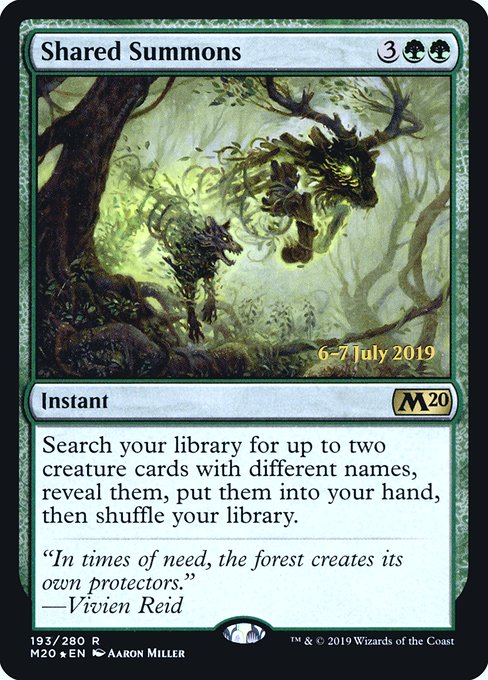 Shared Summons 3
6–7 July 2019
Instant M20
Search your library for up to two
creature cards with different names,
reveal them, put them into your hand,
then shuffle your library.
“In times of need, the forest creates its
own protectors.”
—Vivien Reid
193/280 R ™ & © 2019 Wizards of the Coast
M20 ★ EN Aaron Miller